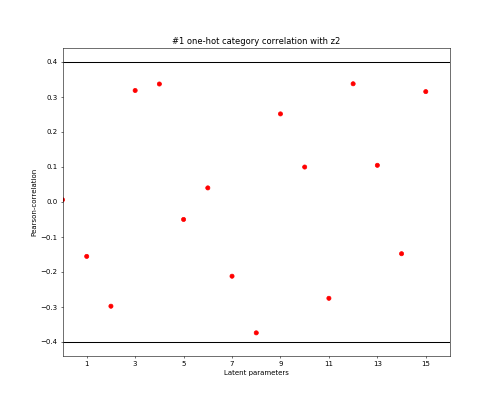 #1 one-hot category correlation with z2
0.4
0.3
0.2
0.1
0.0
−0.1
−0.2
−0.3
−0.4
Pearson-correlation
1 3 5 7 9 11 13 15
Latent parameters